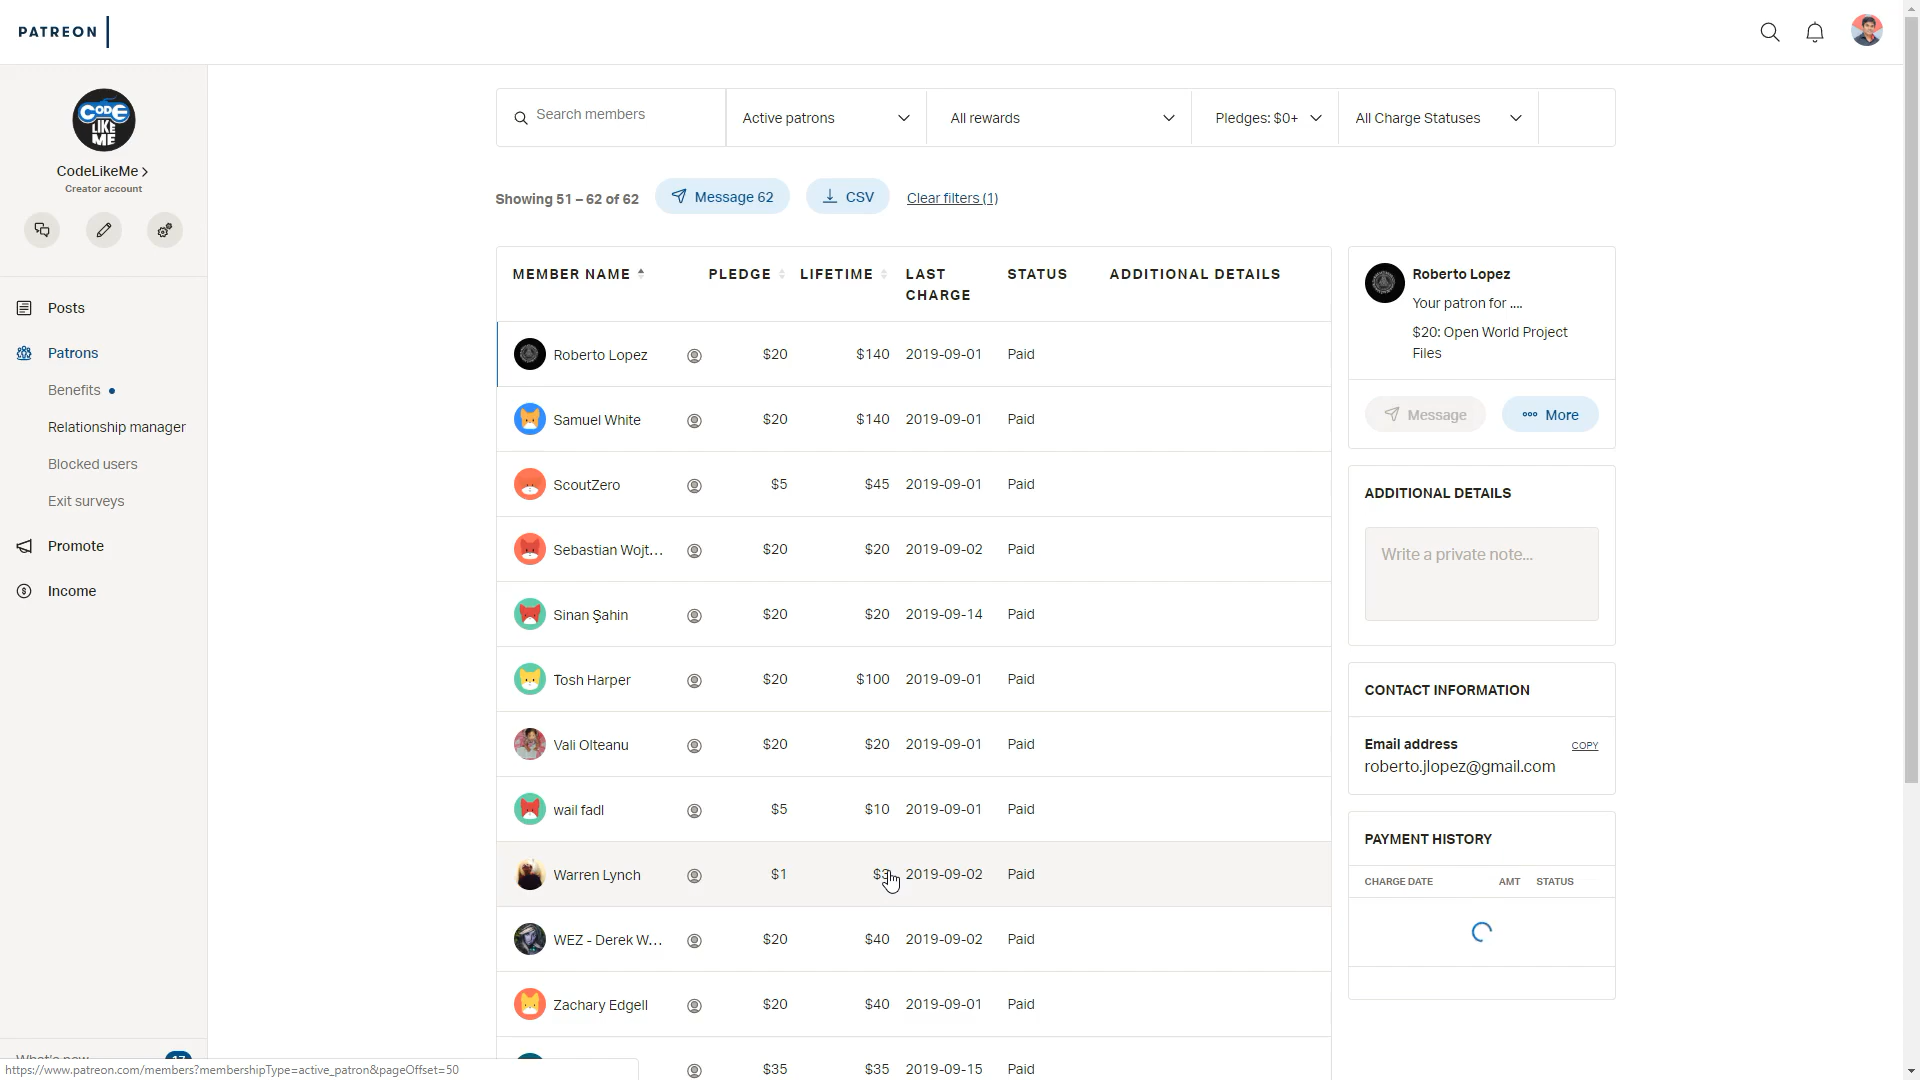 PATREON
CODE
LIKE
ME
CodeLikeMe
Creator account
Posts
Patrons
Benefits
Relationship manager
Blocked users
Exit surveys
Promote
Income
Search members
Active patrons
All rewards
Pledges: $0+
All Charge Statuses
Showing 51 – 62 of 62
Message 62
CSV
Clear filters (1)
MEMBER NAME PLEDGE LIFETIME LAST CHARGE STATUS ADDITIONAL DETAILS
Roberto Lopez $20 $140 2019-09-01 Paid
Samuel White $20 $140 2019-09-01 Paid
ScoutZero $5 $45 2019-09-01 Paid
Sebastian Wojt... $20 $20 2019-09-02 Paid
Sinan Şahin $20 $20 2019-09-14 Paid
Tosh Harper $20 $100 2019-09-01 Paid
Vali Olteanu $20 $20 2019-09-01 Paid
wail fadl $5 $10 2019-09-01 Paid
Warren Lynch $1 2019-09-02 Paid
WEZ - Derek W... $20 $40 2019-09-02 Paid
Zachary Edgell $20 $40 2019-09-01 Paid
$35 $35 2019-09-15 Paid
Roberto Lopez
Your patron for ....
$20: Open World Project
Files
Message
More
ADDITIONAL DETAILS
Write a private note...
CONTACT INFORMATION
Email address COPY
roberto.jlopez@gmail.com
PAYMENT HISTORY
CHARGE DATE AMT STATUS
https://www.patreon.com/members?membershipType=active_patron&pageOffset=50